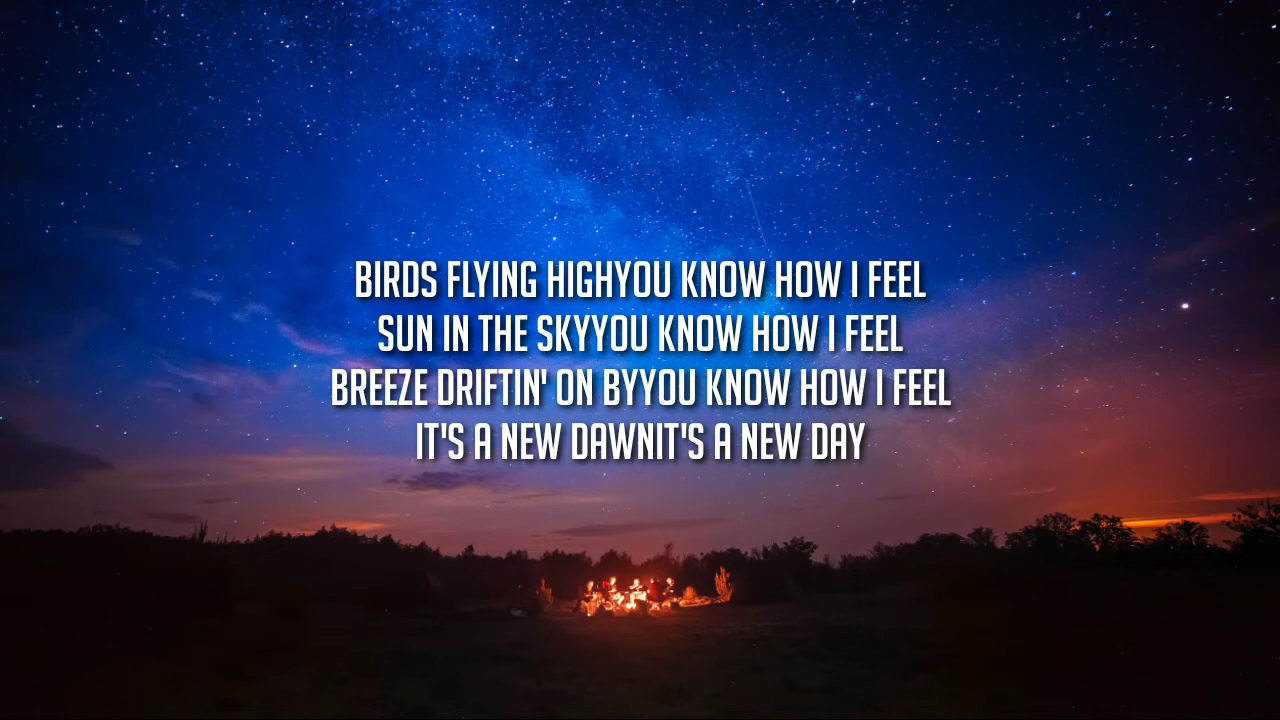 BIRDS FLYING HIGHYOU KNOW HOW I FEEL
SUN IN THE SKYYOU KNOW HOW I FEEL
BREEZE DRIFTIN' ON BYYOU KNOW HOW I FEEL
IT'S A NEW DAWNIT'S A NEW DAY